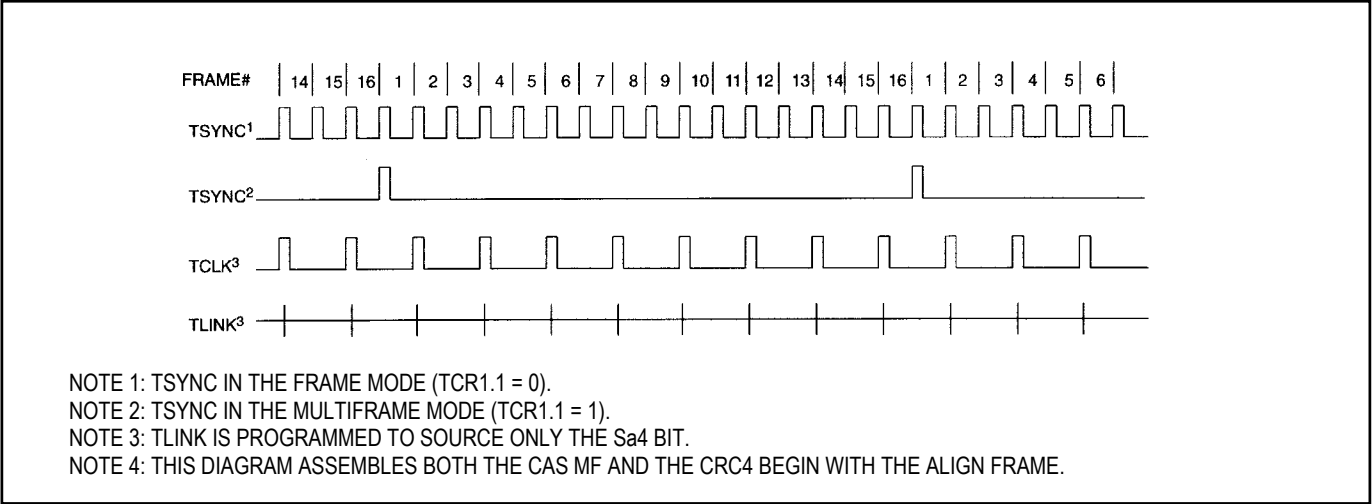 FRAME# 14 15 16 1 2 3 4 5 6 7 8 9 10 11 12 13 14 15 16 1 2 3 4 5 6
TSYNC¹
TSYNC²
TCLK³
TLINK³
NOTE 1: TSYNC IN THE FRAME MODE (TCR1.1 = 0).
NOTE 2: TSYNC IN THE MULTIFRAME MODE (TCR1.1 = 1).
NOTE 3: TLINK IS PROGRAMMED TO SOURCE ONLY THE Sa4 BIT.
NOTE 4: THIS DIAGRAM ASSEMBLES BOTH THE CAS MF AND THE CRC4 BEGIN WITH THE ALIGN FRAME.